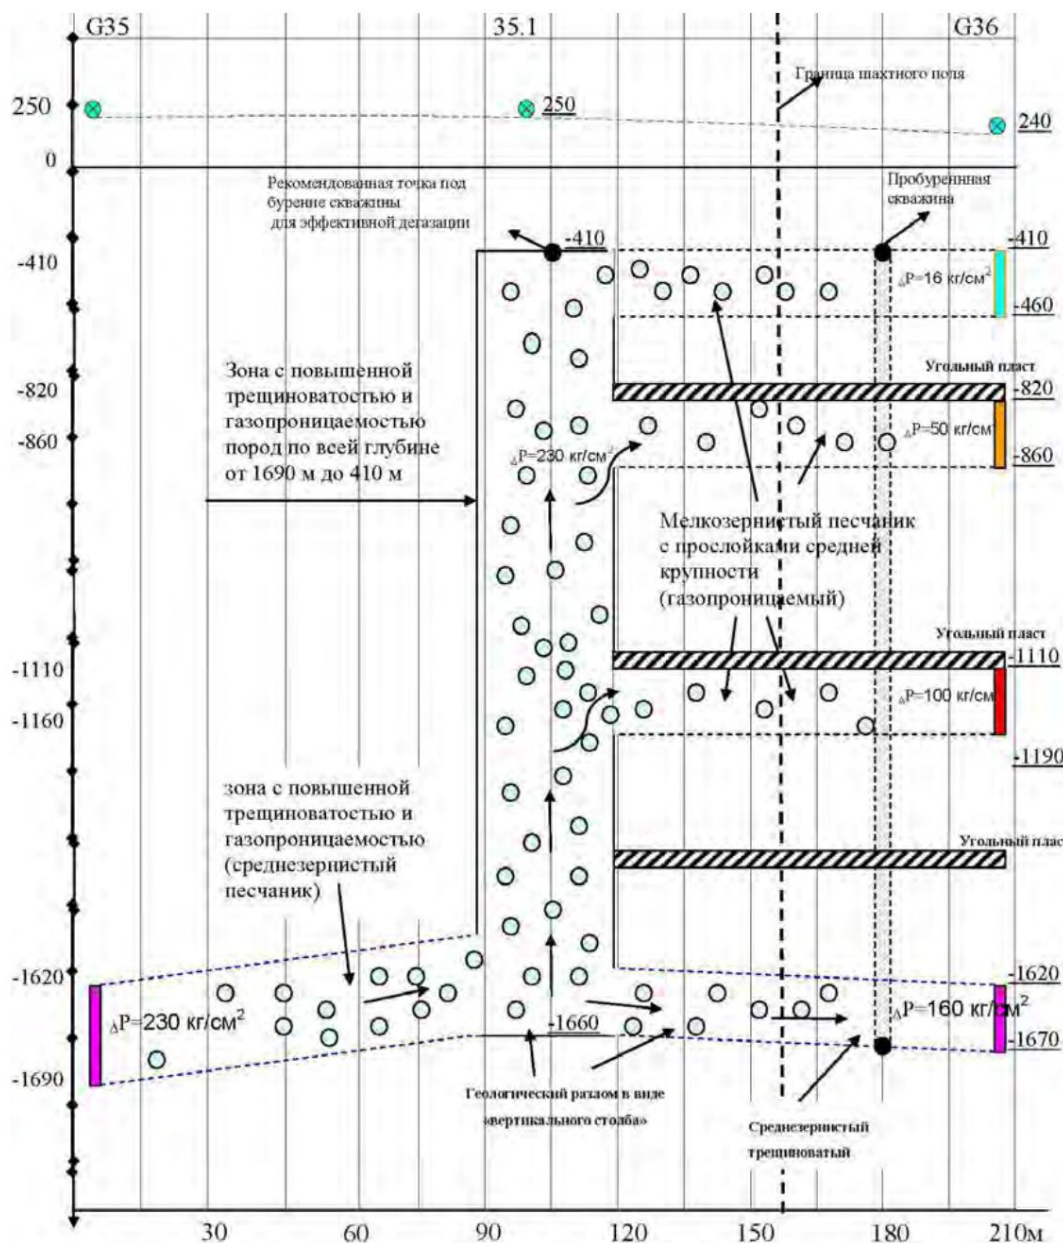 G35 35.1 G36
Граница шахтного поля
250 250 240
0
Рекомендованная точка под
бурение скважины
для эффективной дегазации
Пробуреннная
скважина
-410 -410 -410
ΔP=16 кг/см²
-460
Угольный пласт
-820 -820
Зона с повышенной
трещиноватостью и
газопроницаемостью
пород по всей глубине
от 1690 м до 410 м
ΔP=50 кг/см²
ΔP=230 кг/см²
-860 -860
Мелкозернистый песчаник
с прослойками средней
крупности
(газопроницаемый)
Угольный пласт
-1110 -1110
ΔP=100 кг/см
-1160
-1190
зона с повышенной
трещиноватостью и
газопроницаемостью
(среднезернистый
песчаник)
Угольный пласт
-1620 -1620
ΔP=230 кг/см²
ΔP=160 кг/см²
-1660
-1670
-1690
Геологический разлом в виде
«вертикального столба»
Среднезернистый
трещиноватый
30 60 90 120 150 180 210м